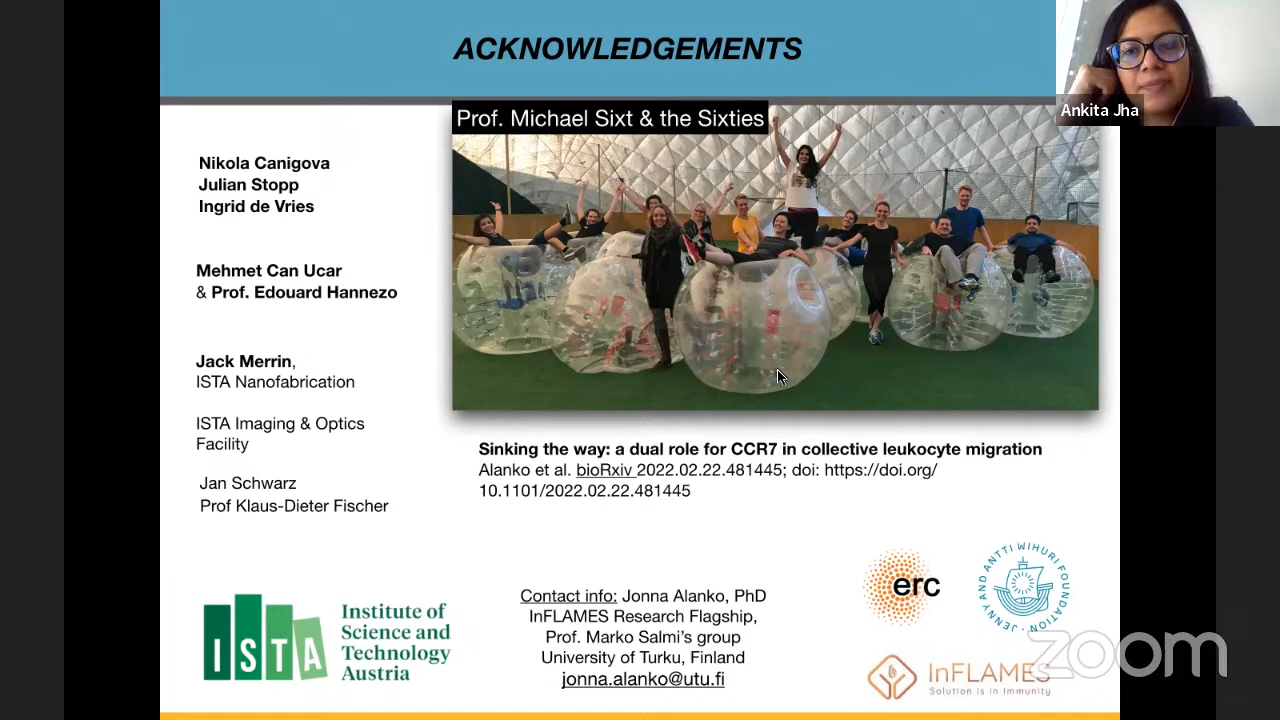 ACKNOWLEDGEMENTS
Ankita Jha
Prof. Michael Sixt & the Sixties
Nikola Canigova
Julian Stopp
Ingrid de Vries
Mehmet Can Ucar
& Prof. Edouard Hannezo
Jack Merrin,
ISTA Nanofabrication
ISTA Imaging & Optics
Facility
Jan Schwarz
Prof Klaus-Dieter Fischer
Sinking the way: a dual role for CCR7 in collective leukocyte migration
Alanko et al. bioRxiv 2022.02.22.481445; doi: https://doi.org/
10.1101/2022.02.22.481445
ISTA
Institute of
Science and
Technology
Austria
Contact info: Jonna Alanko, PhD
InFLAMES Research Flagship,
Prof. Marko Salmi's group
University of Turku, Finland
jonna.alanko@utu.fi
erc
JENNY AND ANTTI WIHURI FOUNDATION
InFLAMES
Solution is in Immunity
zoom